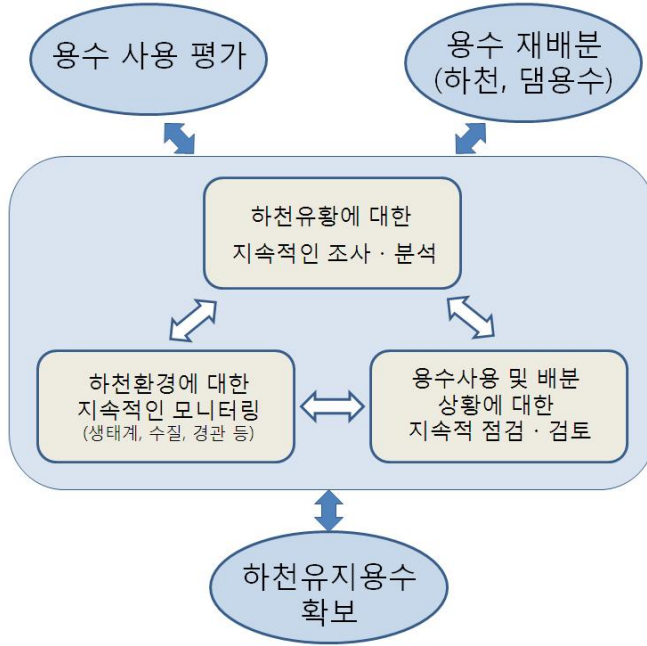 용수 사용 평가
용수 재배분
(하천, 댐용수)
하천유황에 대한
지속적인 조사 · 분석
하천환경에 대한
지속적인 모니터링
(생태계, 수질, 경관 등)
용수사용 및 배분
상황에 대한
지속적 점검 · 검토
하천유지용수
확보